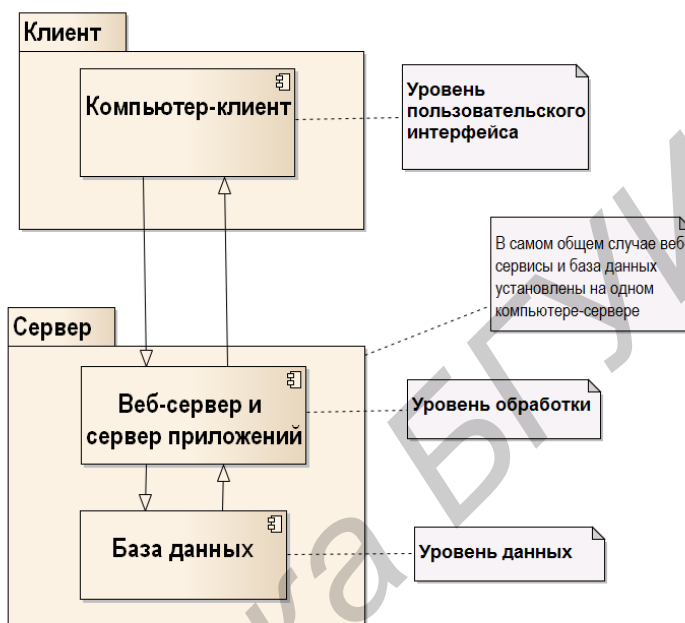 Клиент
Компьютер-клиент
Уровень
пользовательского
интерфейса
В самом общем случае веб-
сервисы и база данных
установлены на одном
компьютере-сервере
Сервер
Веб-сервер и
сервер приложений
Уровень обработки
База данных
Уровень данных